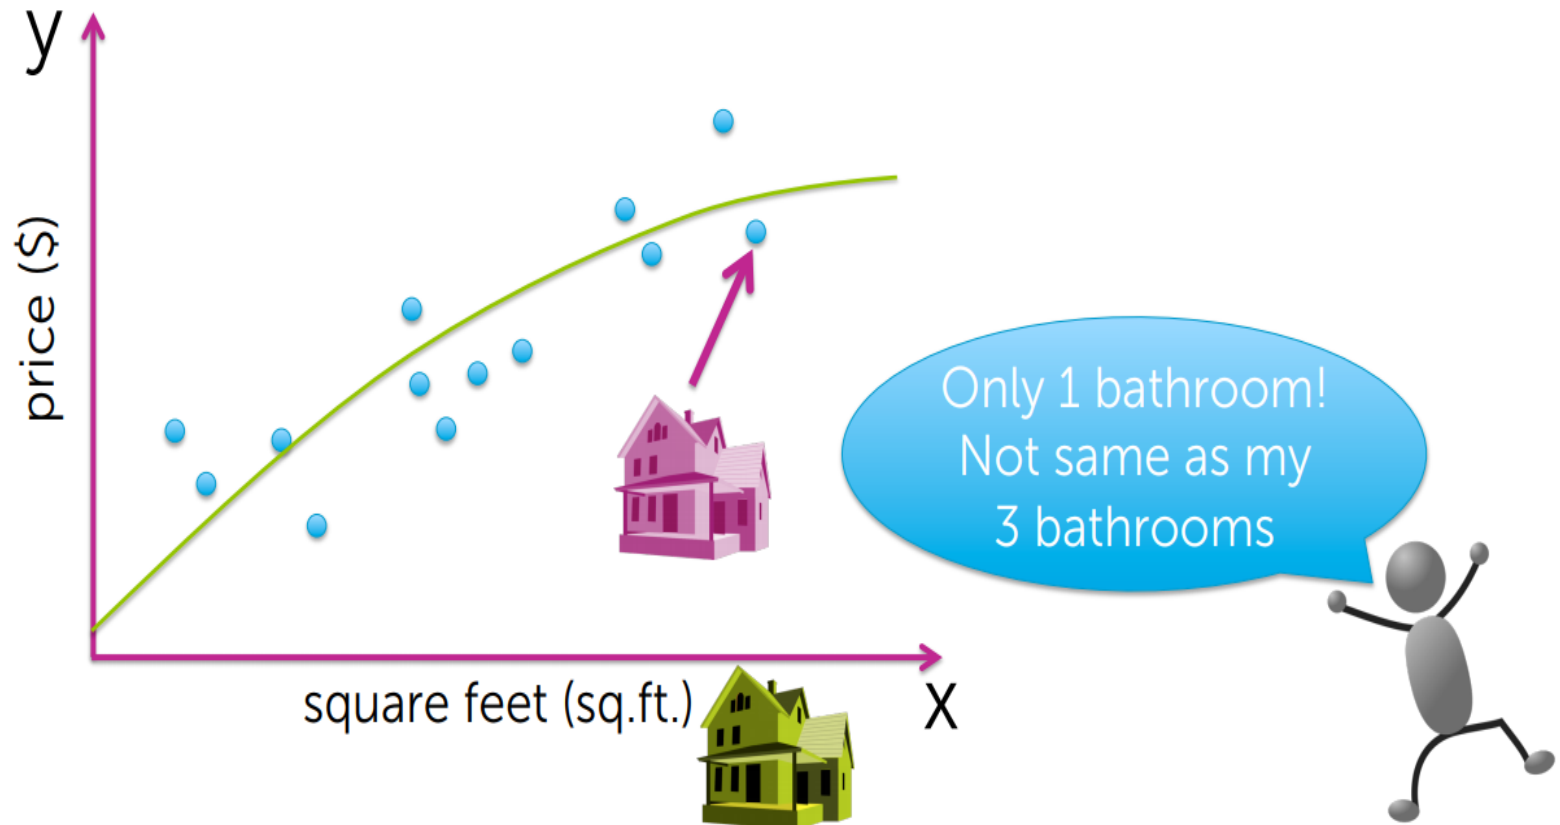 y
price ($)
Only 1 bathroom!
Not same as my
3 bathrooms
square feet (sq.ft.)
x